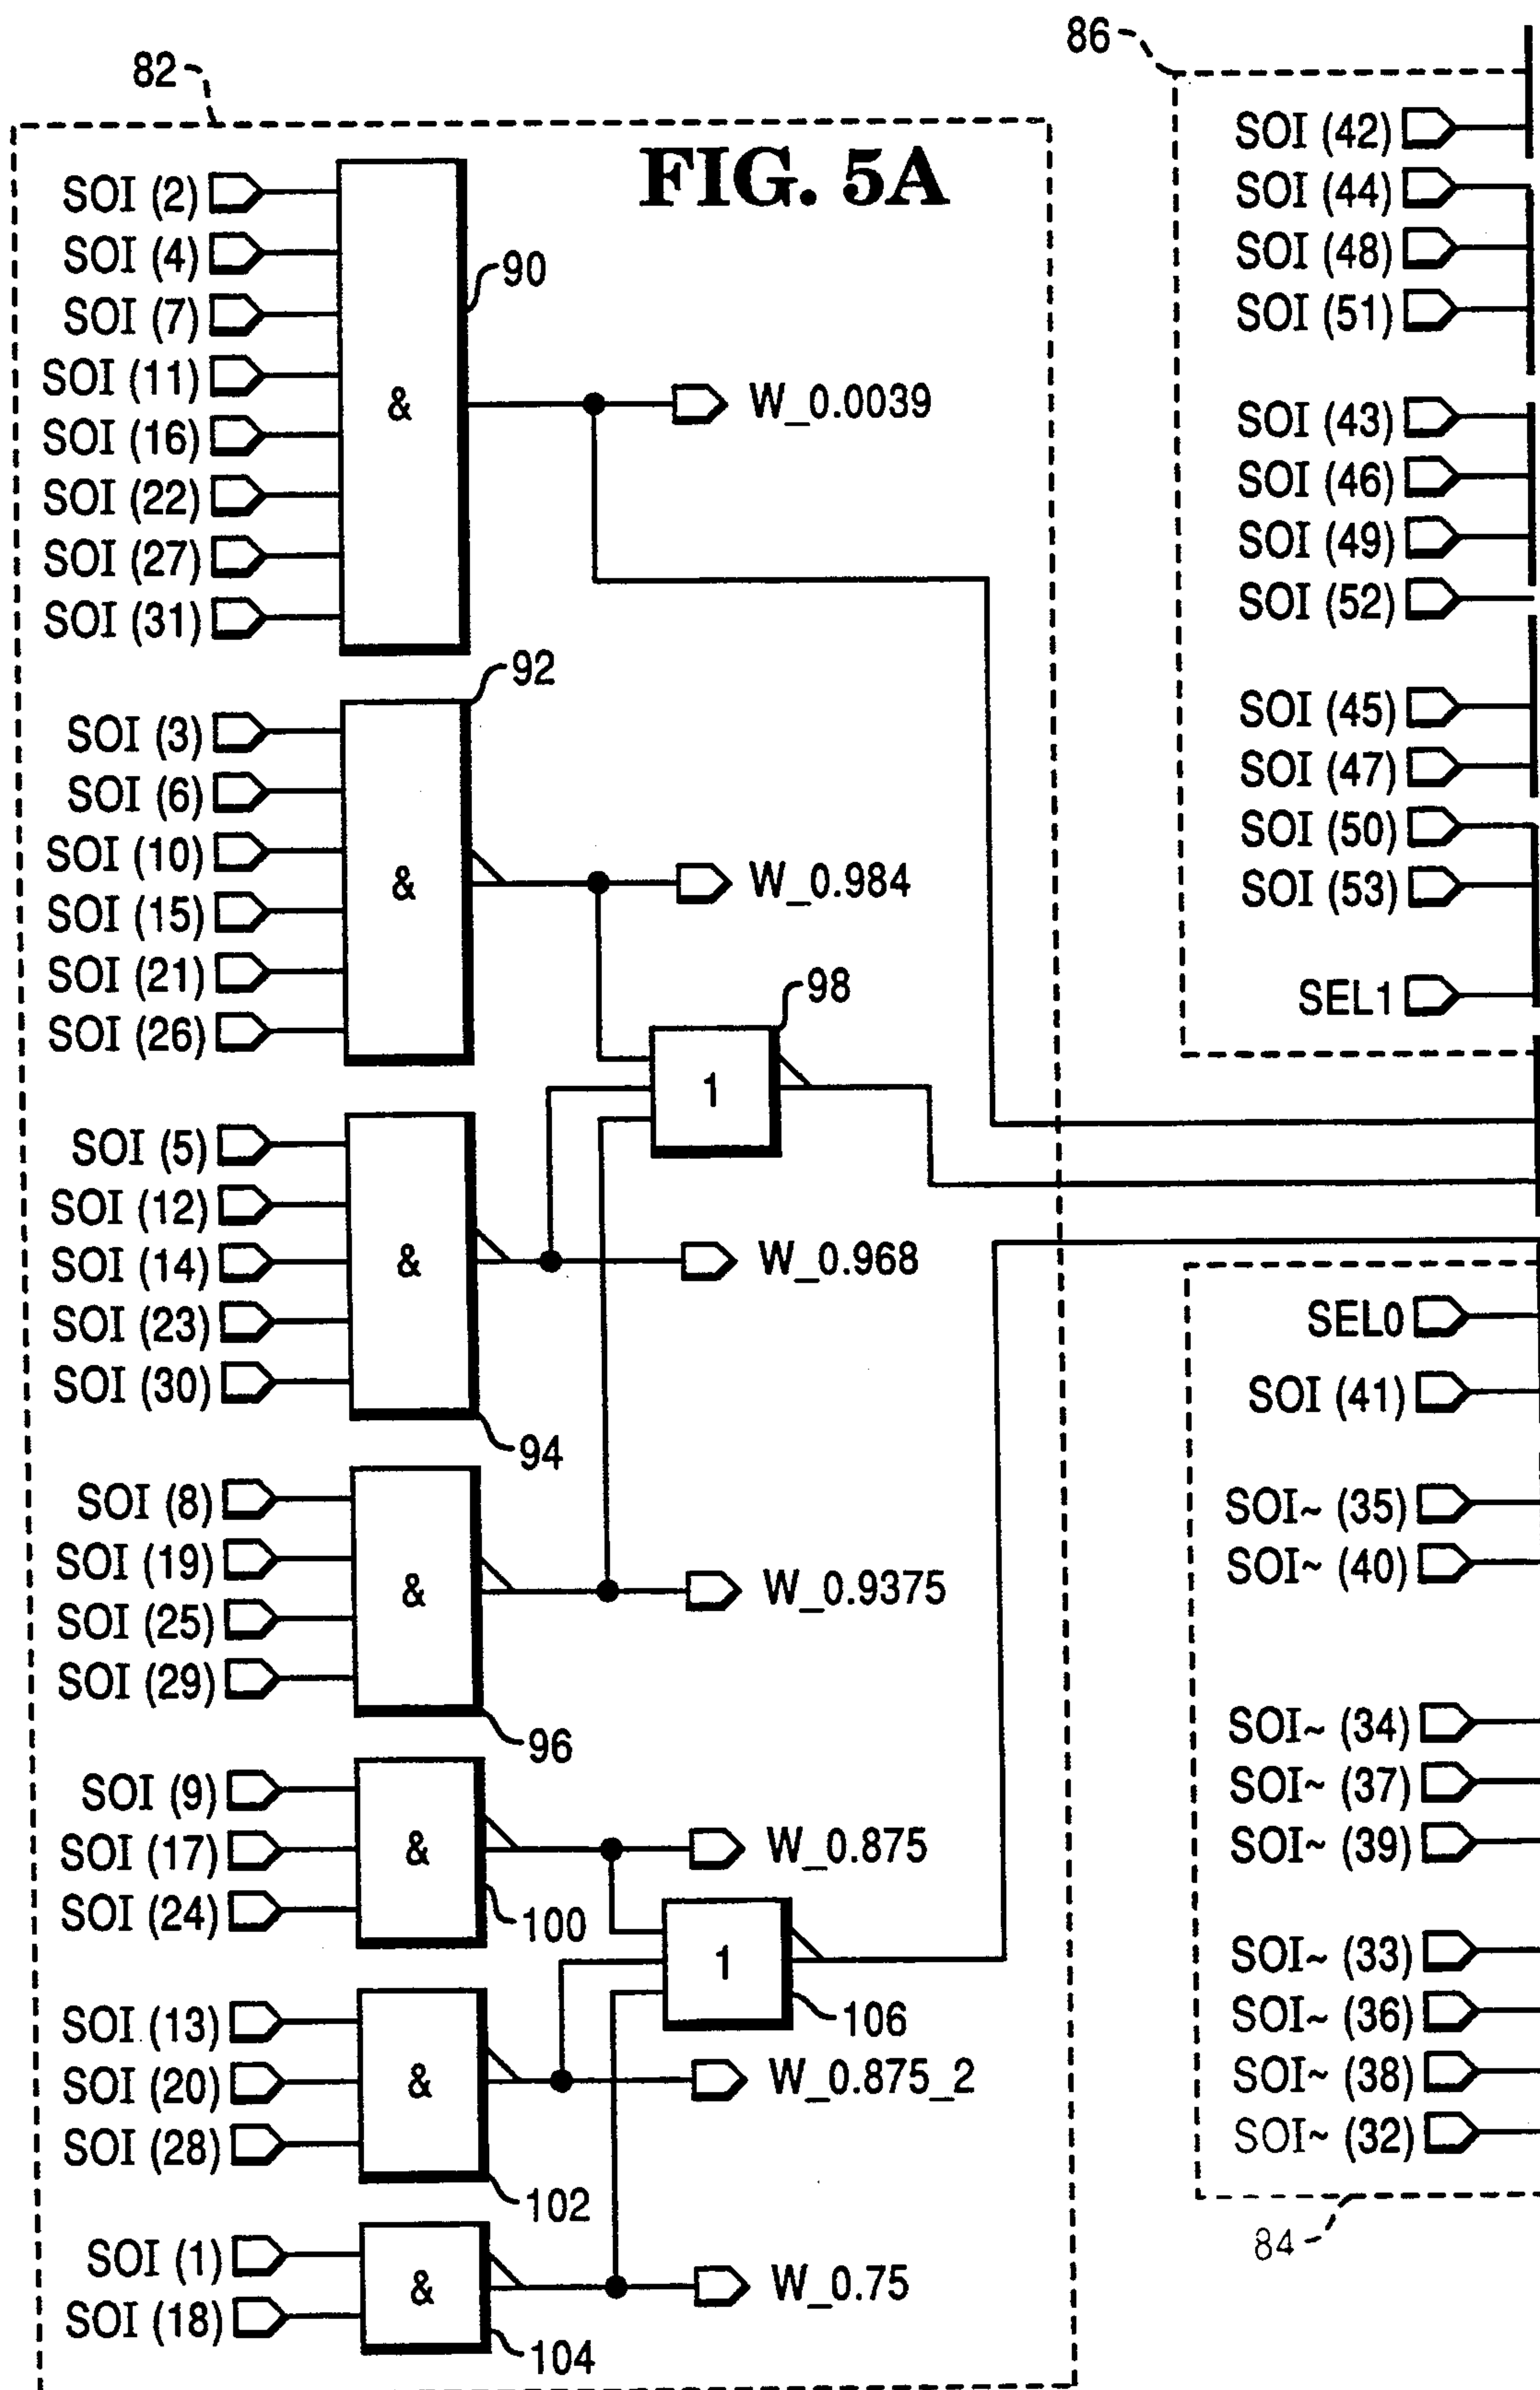 82
FIG. 5A
SOI (2)
SOI (4)
SOI (7)
SOI (11)
SOI (16)
SOI (22)
SOI (27)
SOI (31)
&
90
W_0.0039
92
SOI (3)
SOI (6)
SOI (10)
SOI (15)
SOI (21)
SOI (26)
&
W_0.984
98
1
SOI (5)
SOI (12)
SOI (14)
SOI (23)
SOI (30)
&
94
W_0.968
SOI (8)
SOI (19)
SOI (25)
SOI (29)
&
96
W_0.9375
SOI (9)
SOI (17)
SOI (24)
&
100
W_0.875
1
106
SOI (13)
SOI (20)
SOI (28)
&
102
W_0.875_2
SOI (1)
SOI (18)
&
104
W_0.75
86
SOI (42)
SOI (44)
SOI (48)
SOI (51)
SOI (43)
SOI (46)
SOI (49)
SOI (52)
SOI (45)
SOI (47)
SOI (50)
SOI (53)
SEL1
SEL0
SOI (41)
SOI~ (35)
SOI~ (40)
SOI~ (34)
SOI~ (37)
SOI~ (39)
SOI~ (33)
SOI~ (36)
SOI~ (38)
SOI~ (32)
84